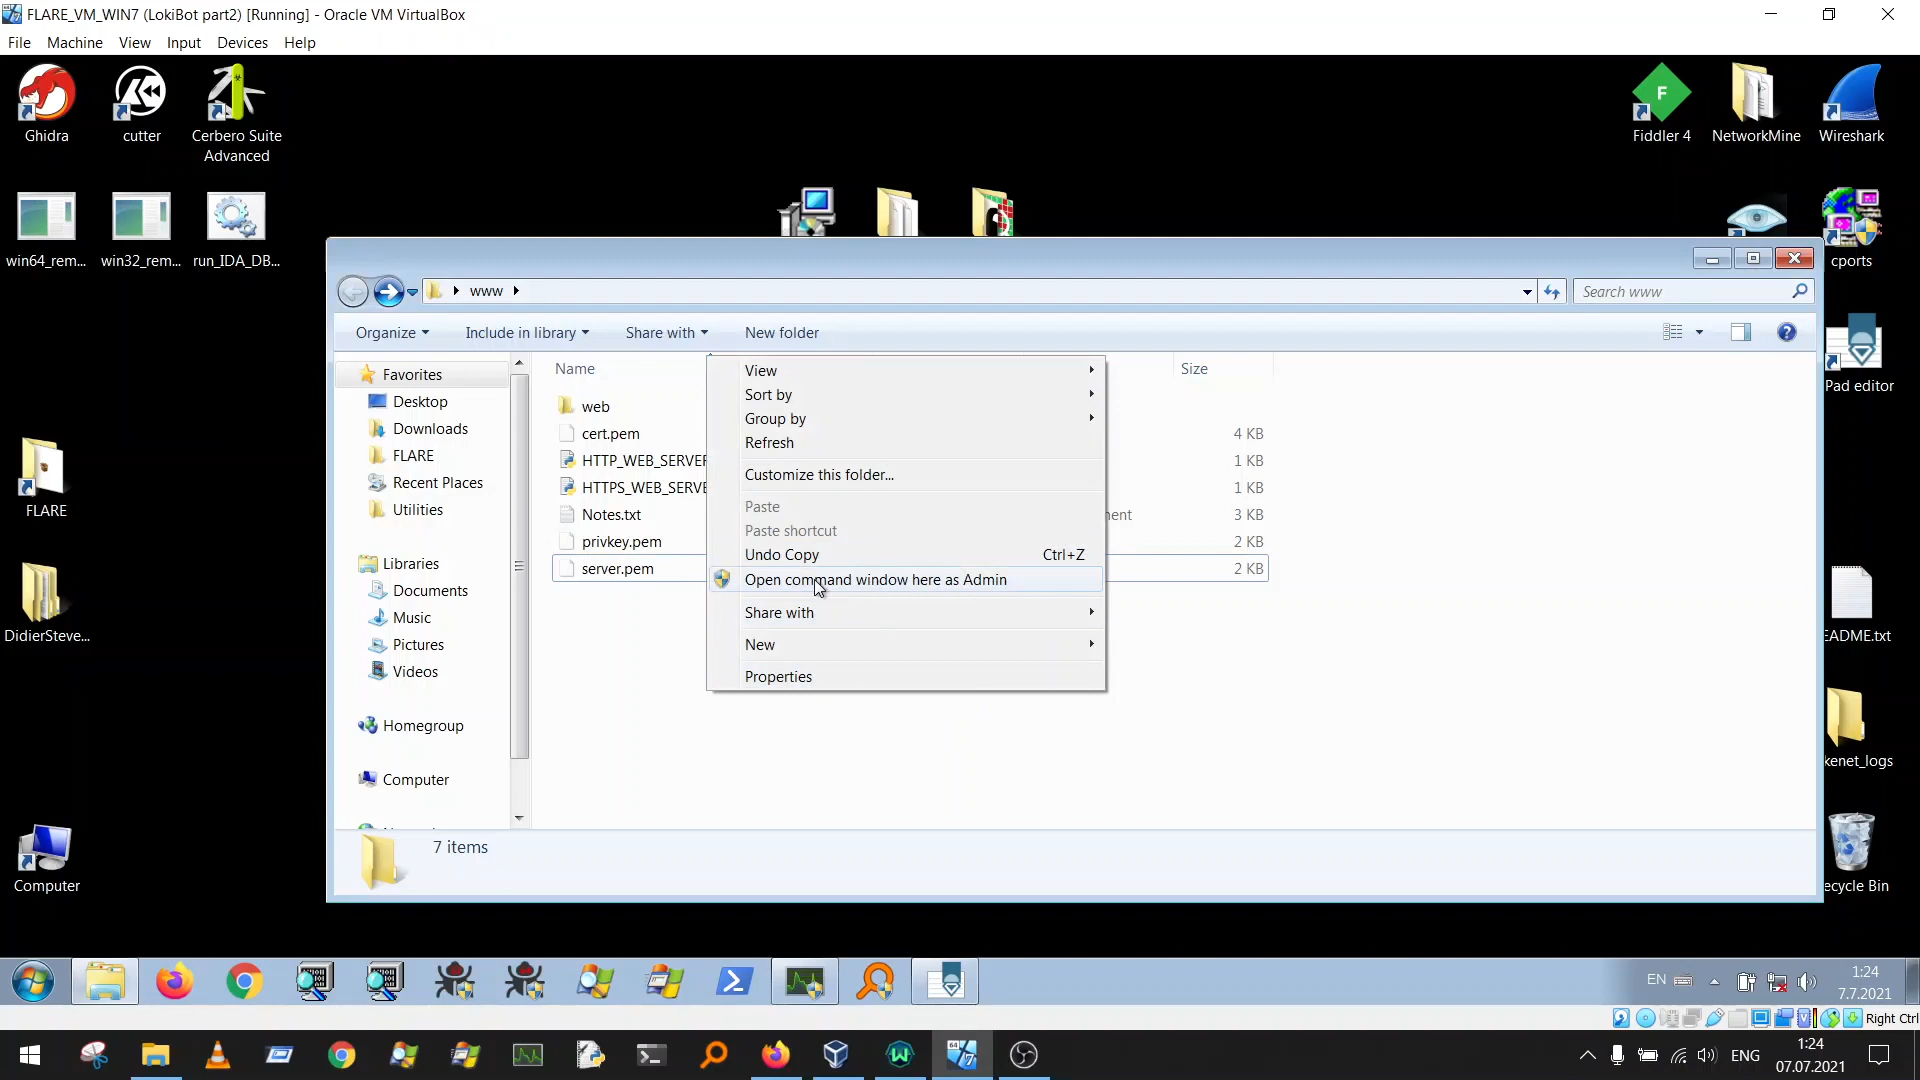 FLARE_VM_WIN7 (LokiBot part2) [Running] - Oracle VM VirtualBox
File Machine View Input Devices Help
Ghidra
cutter
Cerbero Suite
Advanced
Fiddler 4
NetworkMine
Wireshark
win64_rem...
win32_rem...
run_IDA_DB...
cports
www
Search www
Organize
Include in library
Share with
New folder
Pad editor
Favorites
Desktop
Downloads
FLARE
Recent Places
Utilities
Libraries
Documents
Music
Pictures
Videos
Homegroup
Computer
Name
Size
web
cert.pem
4 KB
HTTP_WEB_SERVER
1 KB
HTTPS_WEB_SERVE
1 KB
Notes.txt
ment
3 KB
privkey.pem
2 KB
server.pem
2 KB
View
Sort by
Group by
Refresh
Customize this folder...
Paste
Paste shortcut
Undo Copy
Ctrl+Z
Open command window here as Admin
Share with
New
Properties
7 items
FLARE
DidierSteve...
Computer
EADME.txt
kenet_logs
ecycle Bin
EN
1:24
7.7.2021
Right Ctrl
ENG
1:24
07.07.2021